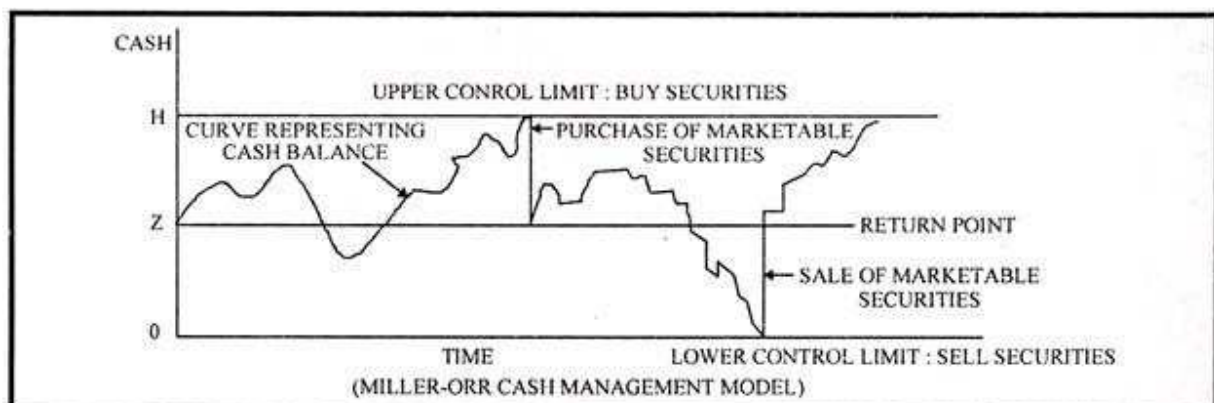 CASH
UPPER CONROL LIMIT : BUY SECURITIES
H
CURVE REPRESENTING
CASH BALANCE
PURCHASE OF MARKETABLE
SECURITIES
Z
RETURN POINT
SALE OF MARKETABLE
SECURITIES
0
TIME
LOWER CONTROL LIMIT : SELL SECURITIES
(MILLER-ORR CASH MANAGEMENT MODEL)